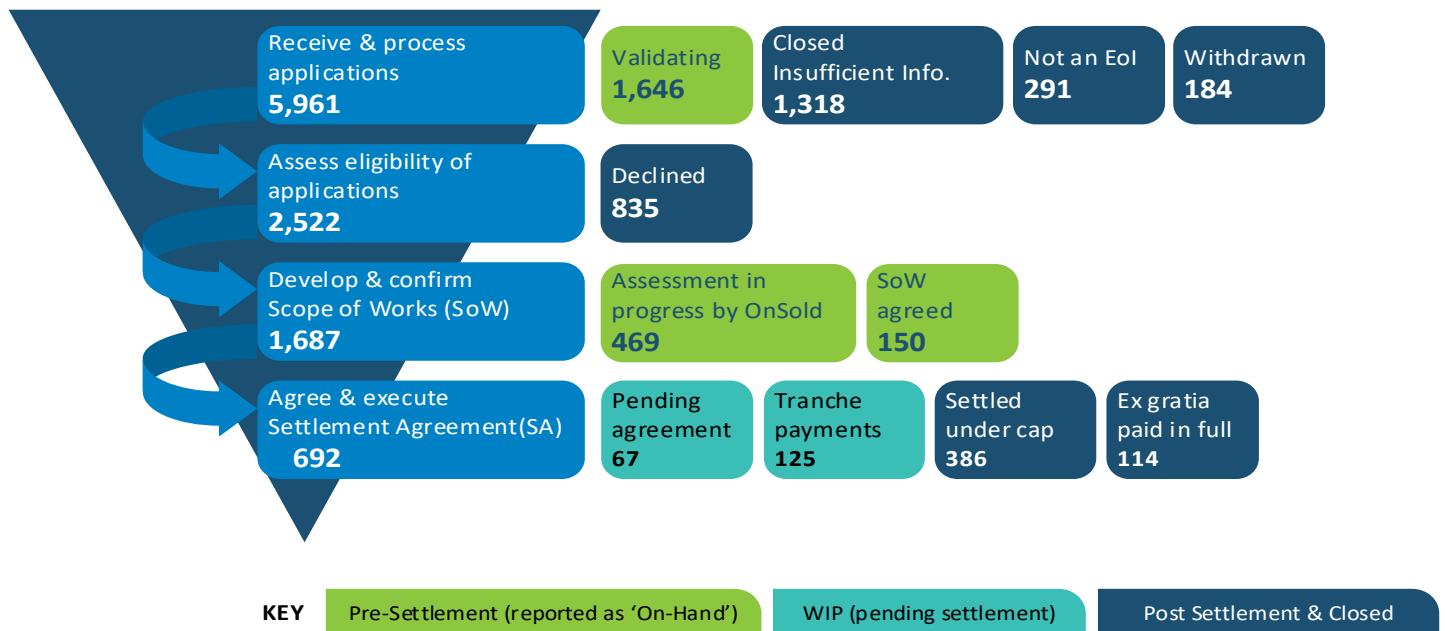 Receive & process
applications
5,961
Validating
1,646
Closed
Insufficient Info.
1,318
Not an EoI
291
Withdrawn
184
Assess eligibility of
applications
2,522
Declined
835
Develop & confirm
Scope of Works (SoW)
1,687
Assessment in
progress by OnSold
469
SoW
agreed
150
Agree & execute
Settlement Agreement(SA)
692
Pending
agreement
67
Tranche
payments
125
Settled
under cap
386
Ex gratia
paid in full
114
KEY
Pre-Settlement (reported as ‘On-Hand’)
WIP (pending settlement)
Post Settlement & Closed